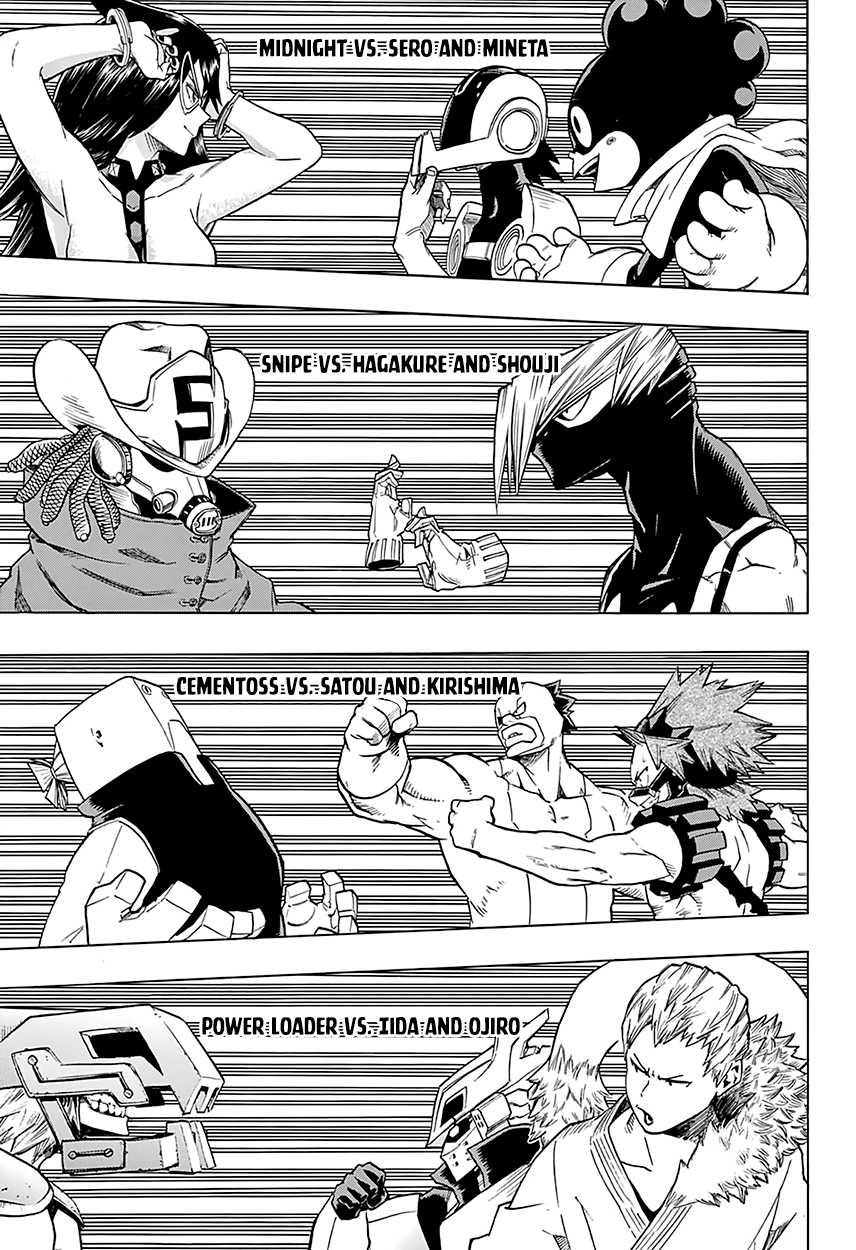 MIDNIGHT VS. SERO AND MINETA
SNIPE VS. HAGAKURE AND SHOUJI
S
CEMENTOSS VS. SATOU AND KIRISHIMA
POWER LOADER VS. IIDA AND OJIRO